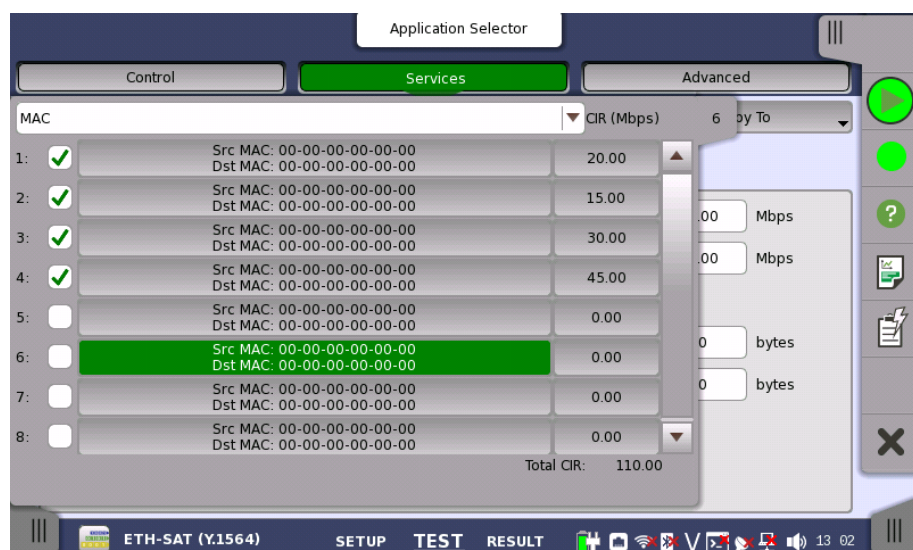 Application Selector
Control Services Advanced
MAC CIR (Mbps) 6 by To
1: Src MAC: 00-00-00-00-00-00
Dst MAC: 00-00-00-00-00-00 20.00
2: Src MAC: 00-00-00-00-00-00
Dst MAC: 00-00-00-00-00-00 15.00
.00 Mbps
3: Src MAC: 00-00-00-00-00-00
Dst MAC: 00-00-00-00-00-00 30.00
.00 Mbps
4: Src MAC: 00-00-00-00-00-00
Dst MAC: 00-00-00-00-00-00 45.00
5: Src MAC: 00-00-00-00-00-00
Dst MAC: 00-00-00-00-00-00 0.00
0 bytes
6: Src MAC: 00-00-00-00-00-00
Dst MAC: 00-00-00-00-00-00 0.00
7: Src MAC: 00-00-00-00-00-00
Dst MAC: 00-00-00-00-00-00 0.00
0 bytes
8: Src MAC: 00-00-00-00-00-00
Dst MAC: 00-00-00-00-00-00 0.00
Total CIR: 110.00
ETH-SAT (Y.1564) SETUP TEST RESULT 13 02